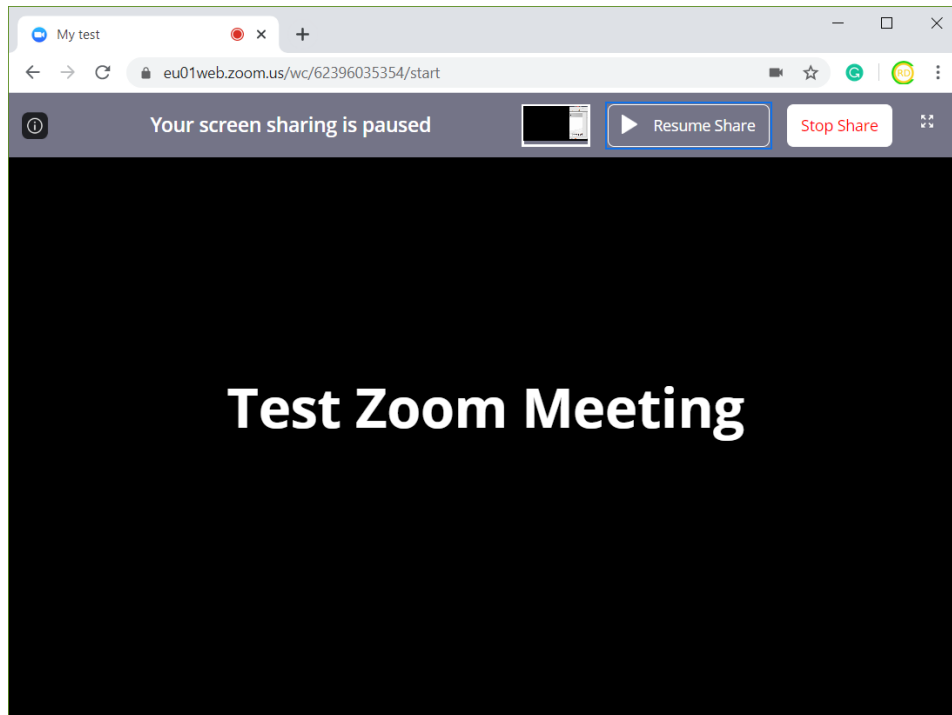 My test
eu01web.zoom.us/wc/62396035354/start
RD
Your screen sharing is paused
Resume Share
Stop Share
Test Zoom Meeting